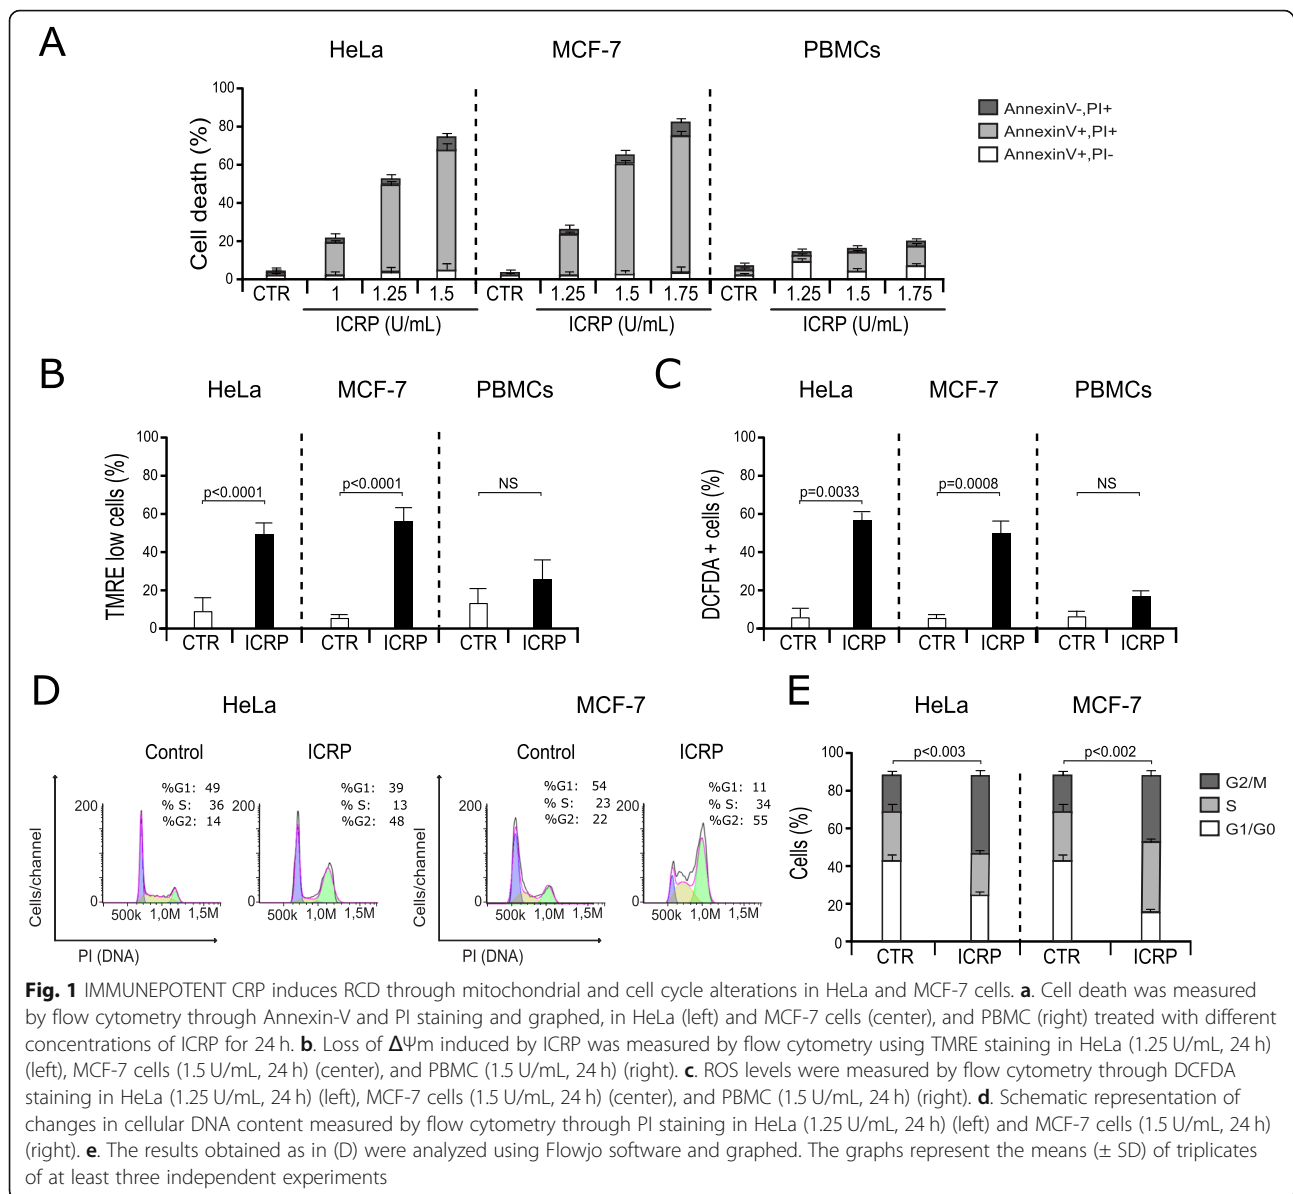 A
HeLa
MCF-7
PBMCs
100
80
60
40
20
0
Cell death (%)
AnnexinV-,PI+
AnnexinV+,PI+
AnnexinV+,PI-
CTR
1
1.25
1.5
CTR
1.25
1.5
1.75
CTR
1.25
1.5
1.75
ICRP (U/mL)
ICRP (U/mL)
ICRP (U/mL)
B
HeLa
MCF-7
PBMCs
100
80
60
40
20
0
TMRE low cells (%)
p<0.0001
p<0.0001
NS
CTR
ICRP
CTR
ICRP
CTR
ICRP
C
HeLa
MCF-7
PBMCs
100
80
60
40
20
0
DCFDA + cells (%)
p=0.0033
p=0.0008
NS
CTR
ICRP
CTR
ICRP
CTR
ICRP
D
HeLa
MCF-7
Control
ICRP
Control
ICRP
%G1: 49
% S: 36
%G2: 14
%G1: 39
% S: 13
%G2: 48
%G1: 54
% S: 23
%G2: 22
%G1: 11
% S: 34
%G2: 55
Cells/channel
200
0
500k 1,0M 1,5M
200
0
500k 1,0M 1,5M
PI (DNA)
Cells/channel
200
0
500k 1,0M 1,5M
200
0
500k 1,0M 1,5M
PI (DNA)
E
HeLa
MCF-7
100
80
60
40
20
0
Cells (%)
p<0.003
p<0.002
G2/M
S
G1/G0
CTR
ICRP
CTR
ICRP
Fig. 1 IMMUNEPOTENT CRP induces RCD through mitochondrial and cell cycle alterations in HeLa and MCF-7 cells. a. Cell death was measured
by flow cytometry through Annexin-V and PI staining and graphed, in HeLa (left) and MCF-7 cells (center), and PBMC (right) treated with different
concentrations of ICRP for 24 h. b. Loss of ΔΨm induced by ICRP was measured by flow cytometry using TMRE staining in HeLa (1.25 U/mL, 24 h)
(left), MCF-7 cells (1.5 U/mL, 24 h) (center), and PBMC (1.5 U/mL, 24 h) (right). c. ROS levels were measured by flow cytometry through DCFDA
staining in HeLa (1.25 U/mL, 24 h) (left), MCF-7 cells (1.5 U/mL, 24 h) (center), and PBMC (1.5 U/mL, 24 h) (right). d. Schematic representation of
changes in cellular DNA content measured by flow cytometry through PI staining in HeLa (1.25 U/mL, 24 h) (left) and MCF-7 cells (1.5 U/mL, 24 h)
(right). e. The results obtained as in (D) were analyzed using Flowjo software and graphed. The graphs represent the means (± SD) of triplicates
of at least three independent experiments